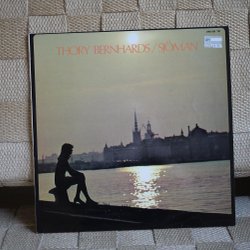 THORY BERNHARDS / SJÖMAN